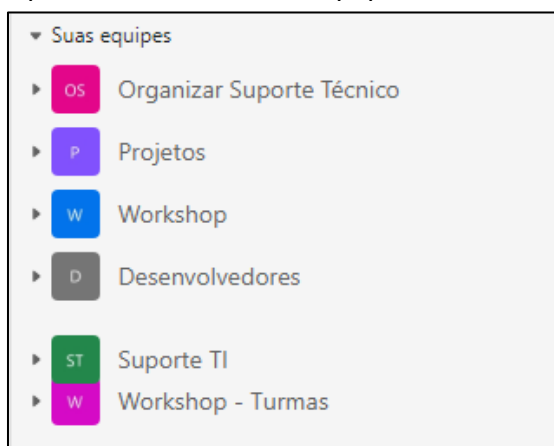 Suas equipes
OS Organizar Suporte Técnico
P Projetos
W Workshop
D Desenvolvedores
ST Suporte TI
W Workshop - Turmas